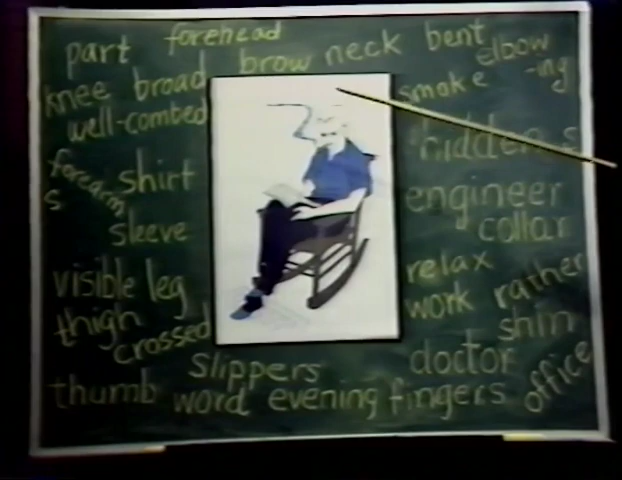 part forehead brow neck bent elbow
knee broad smoke -ing
well-combed hidden s
forearm shirt engineer
s sleeve collar
visible leg relax rather
thigh work shin
crossed doctor
slippers office
thumb word evening fingers